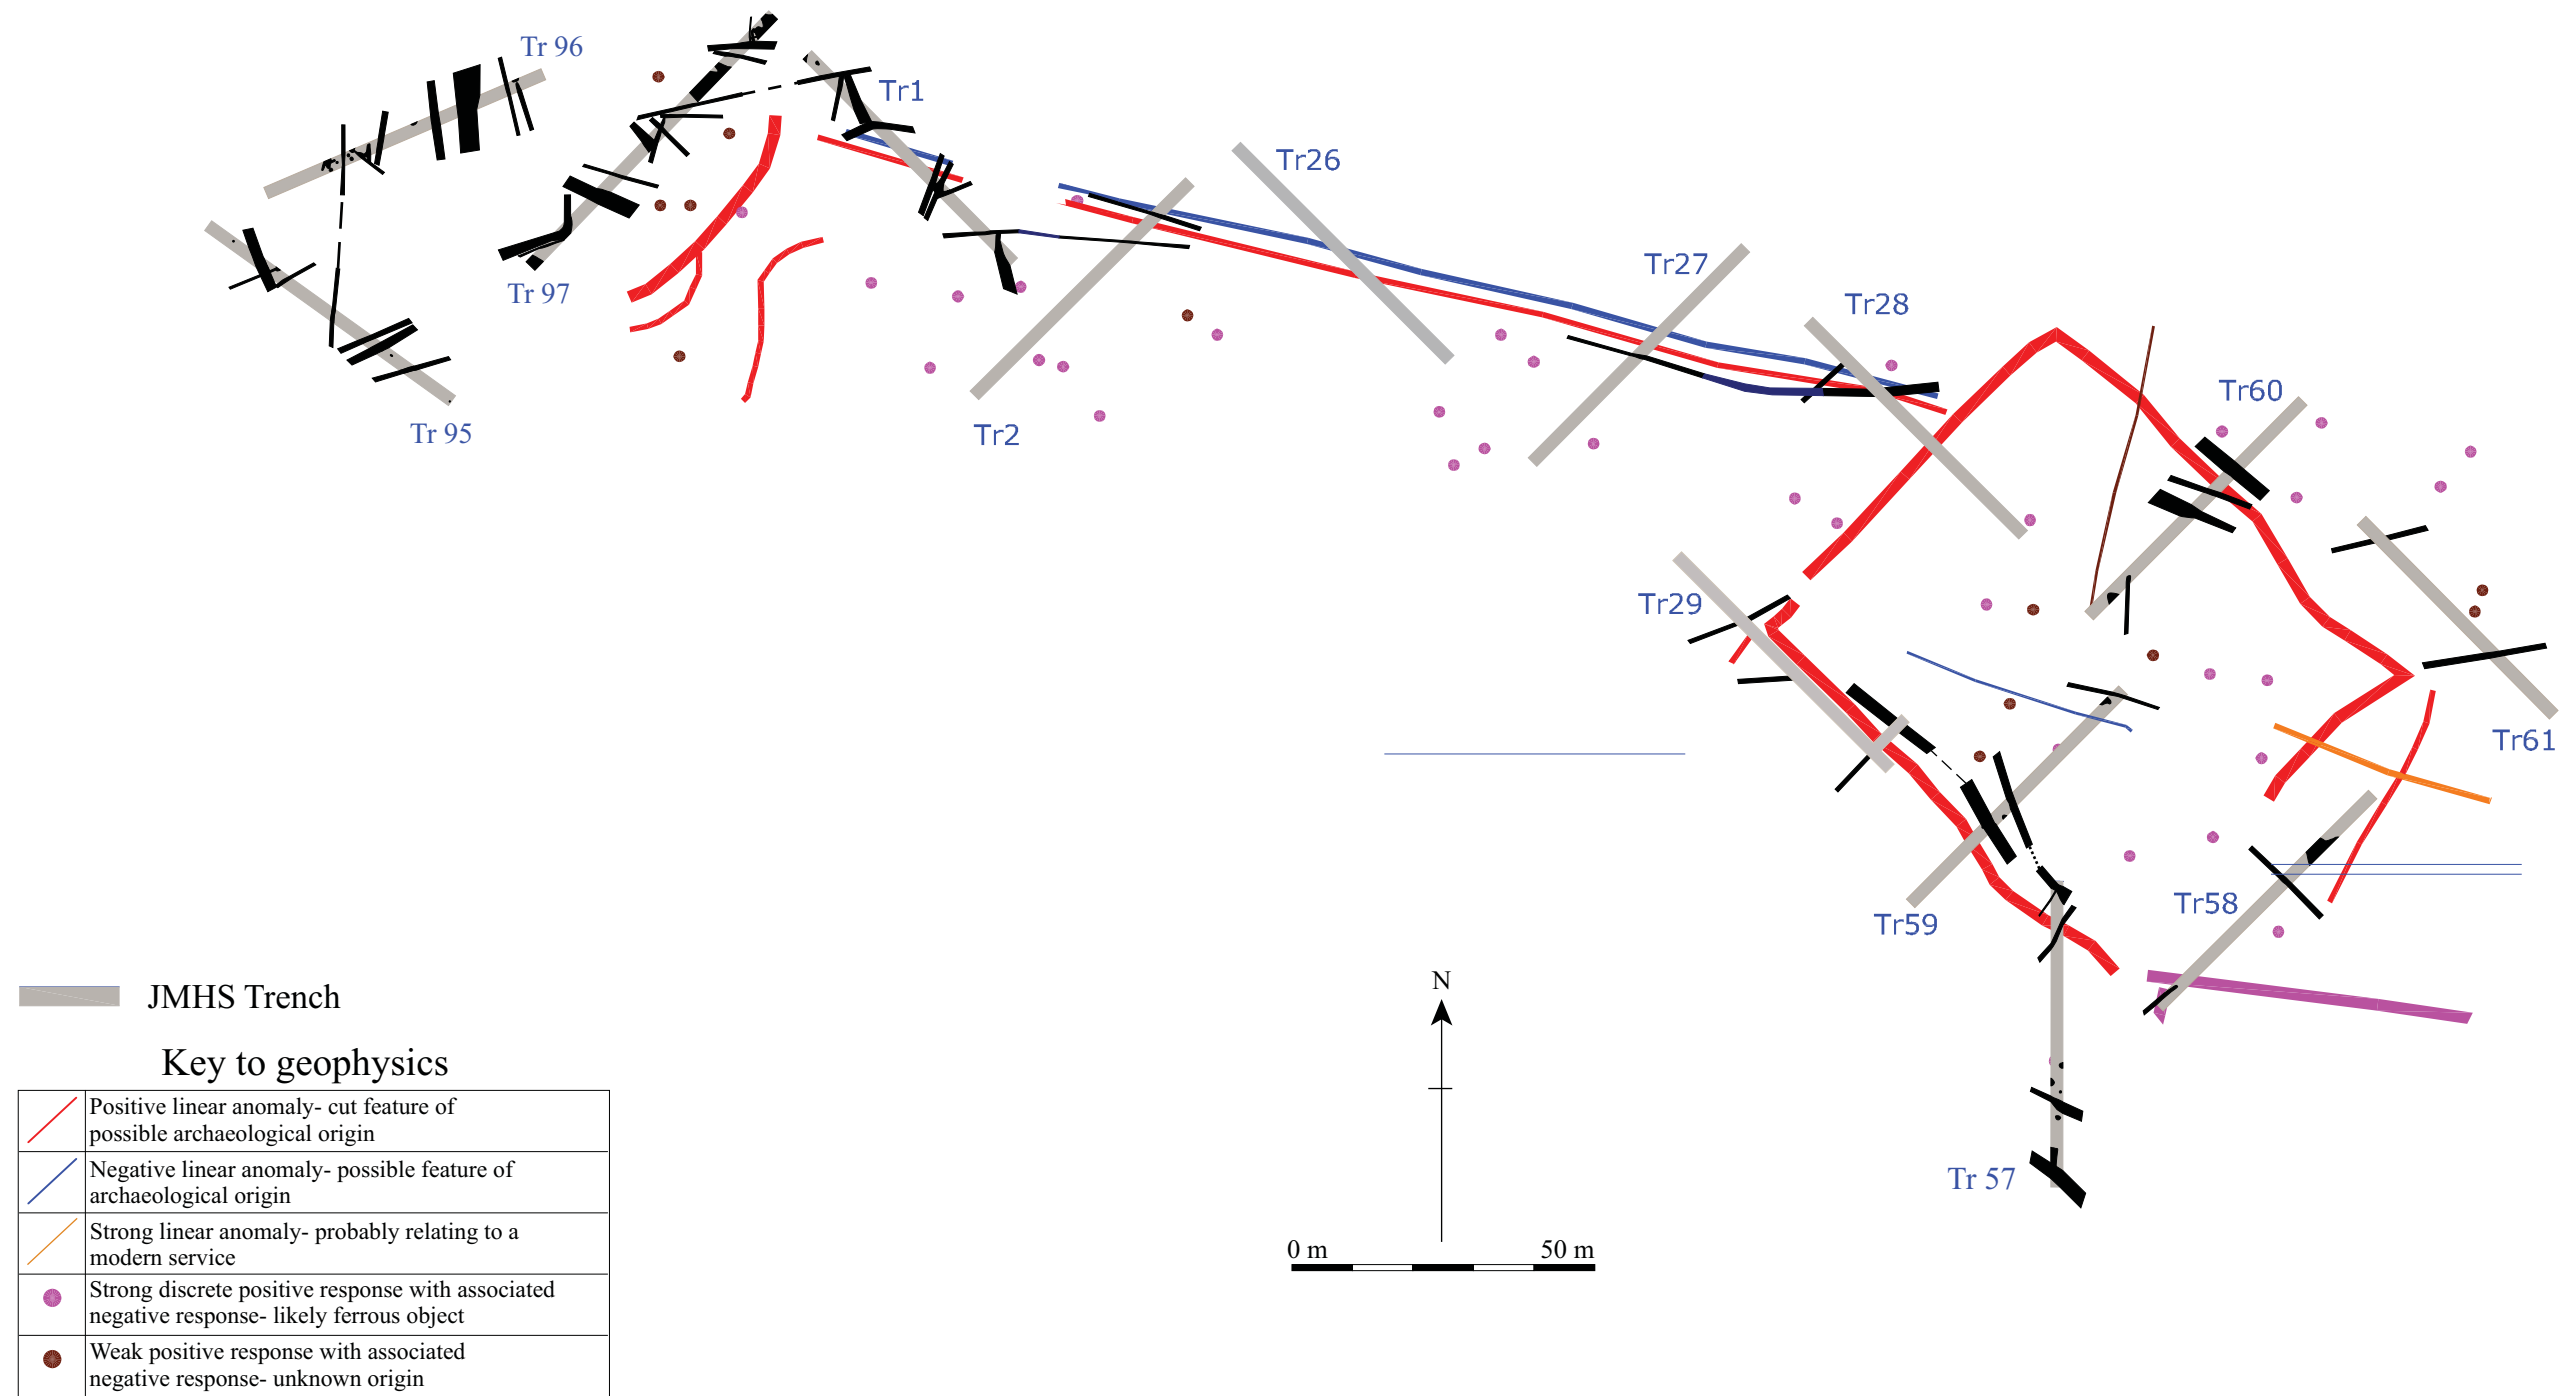 Tr 96
Tr1
Tr26
Tr27
Tr 97
Tr28
Tr60
Tr 95
Tr2
Tr29
Tr61
Tr58
Tr59
JMHS Trench
N
Key to geophysics
Positive linear anomaly- cut feature of
possible archaeological origin
Negative linear anomaly- possible feature of
archaeological origin
Tr 57
Strong linear anomaly- probably relating to a
modern service
0 m 50 m
Strong discrete positive response with associated
negative response- likely ferrous object
Weak positive response with associated
negative response- unknown origin